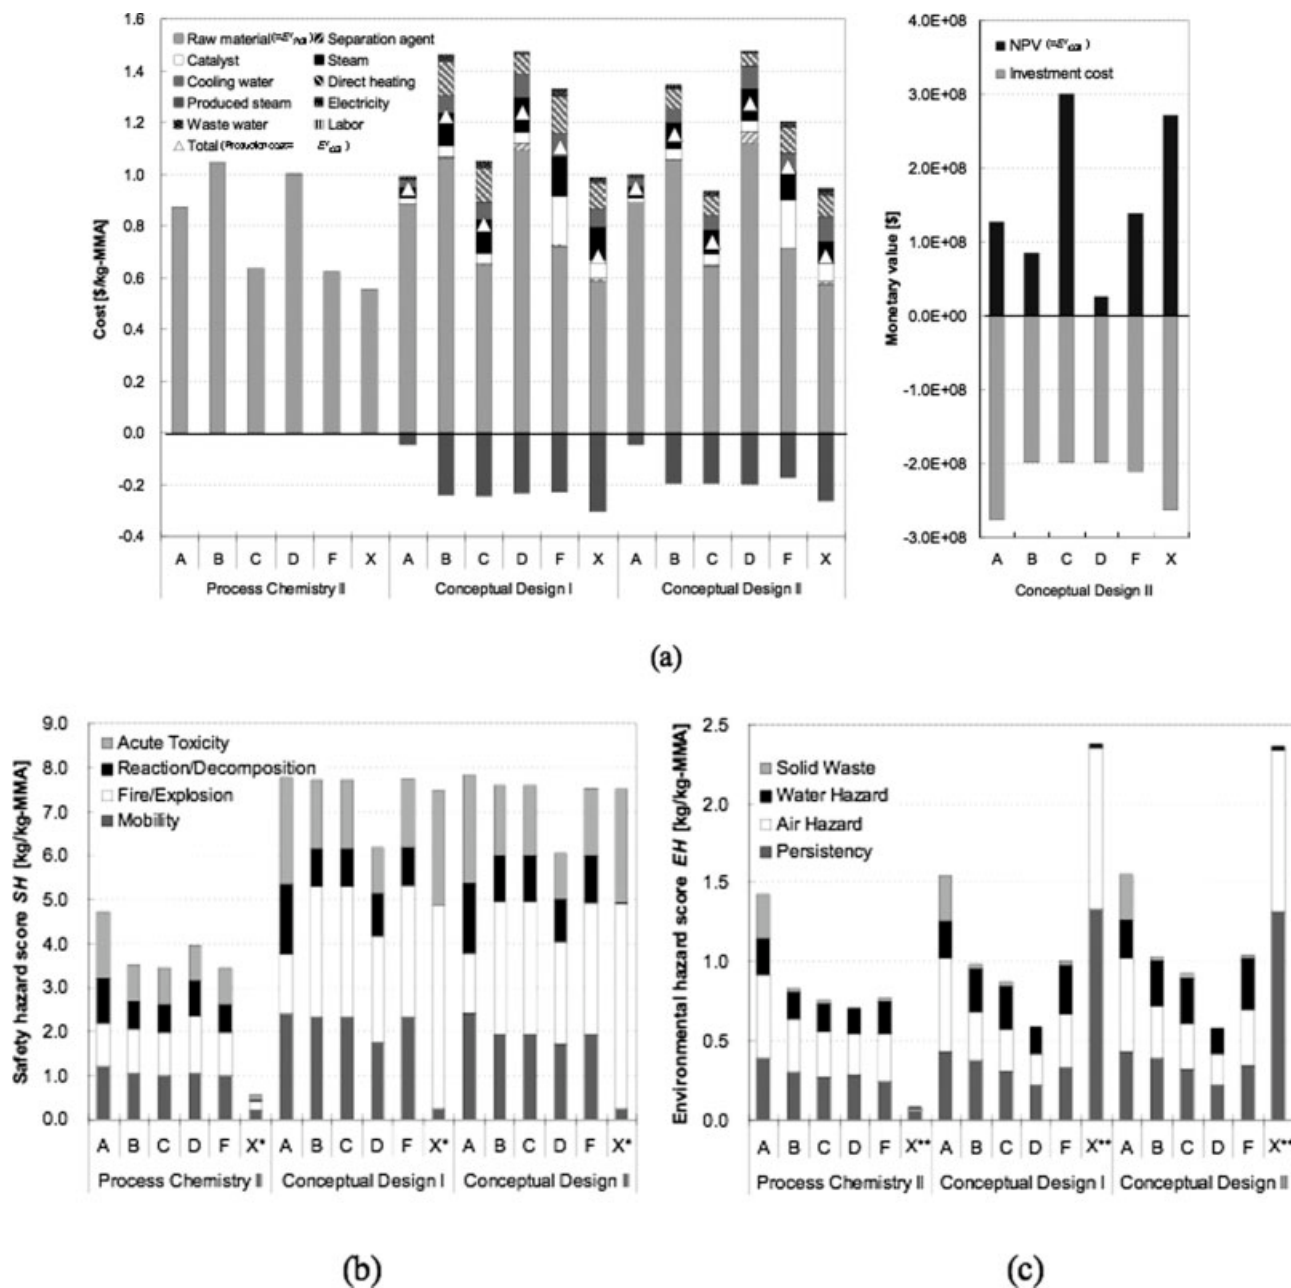 1.6
1.4
1.2
1.0
0.8
0.6
0.4
0.2
0.0
-0.2
-0.4
Cost [$/kg-MMA]
Raw material Separation agent
Catalyst Steam
Cooling water Direct heating
Produced steam Electricity
Waste water Labor
Total (Production cost=
A B C D F X A B C D F X A B C D F X
Process Chemistry II Conceptual Design I Conceptual Design II
4.0E+08
3.0E+08
2.0E+08
1.0E+08
0.0E+00
-1.0E+08
-2.0E+08
-3.0E+08
Monetary value [$]
NPV
Investment cost
A B C D F X
Conceptual Design II
(a)
9.0
8.0
7.0
6.0
5.0
4.0
3.0
2.0
1.0
0.0
Safety hazard score SH [kg/kg-MMA]
Acute Toxicity
Reaction/Decomposition
Fire/Explosion
Mobility
A B C D F X* A B C D F X* A B C D F X*
Process Chemistry II Conceptual Design I Conceptual Design II
(b)
2.5
2.0
1.5
1.0
0.5
0.0
Environmental hazard score EH [kg/kg-MMA]
Solid Waste
Water Hazard
Air Hazard
Persistency
A B C D F X** A B C D F X** A B C D F X**
Process Chemistry II Conceptual Design I Conceptual Design II
(c)